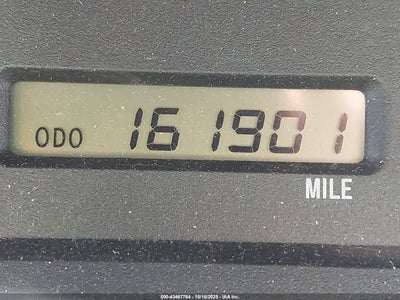 ODO 161901
MILE
000-43467764 - 10/16/2025 - IAA Inc.